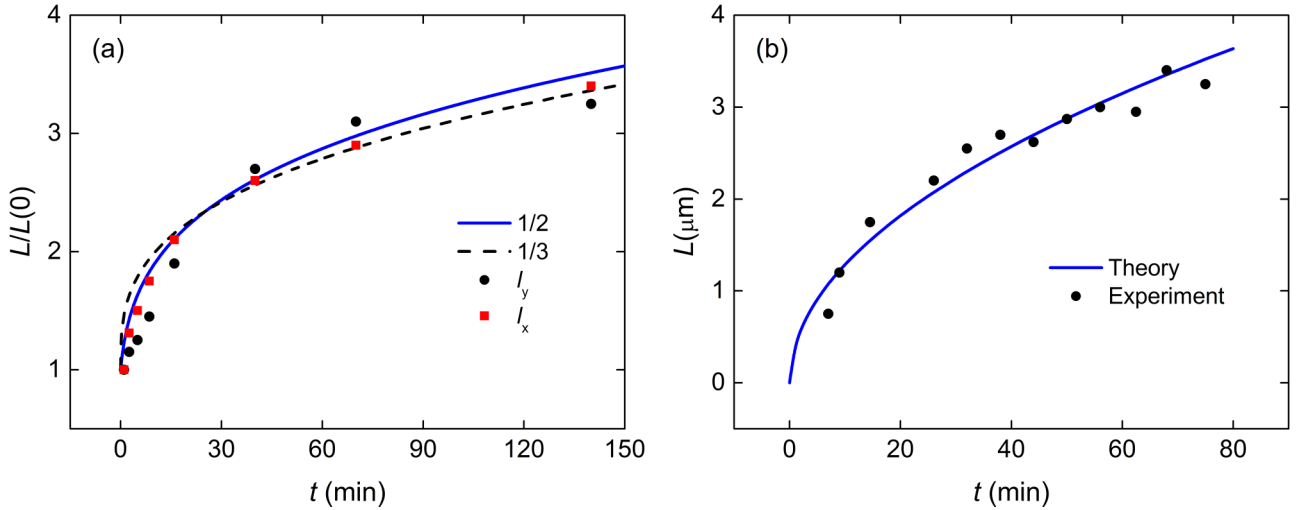 (a)
L/L(0)
4
3
2
1
1/2
1/3
l_y
l_x
0 30 60 90 120 150
t (min)
(b)
L(μm)
4
3
2
1
0
Theory
Experiment
0 20 40 60 80
t (min)